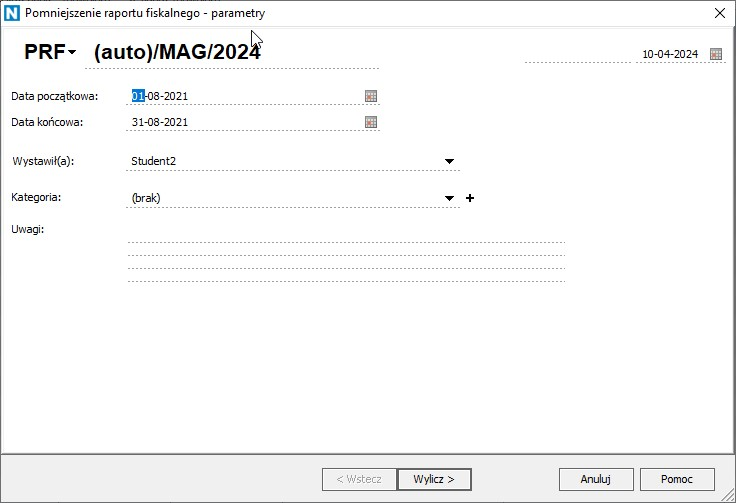 N Pomniejszenie raportu fiskalnego - parametry
PRF (auto)/MAG/2024 10-04-2024
Data początkowa: 01-08-2021
Data końcowa: 31-08-2021
Wystawił(a): Student2
Kategoria: (brak)
Uwagi:
< Wstecz Wylicz > Anuluj Pomoc